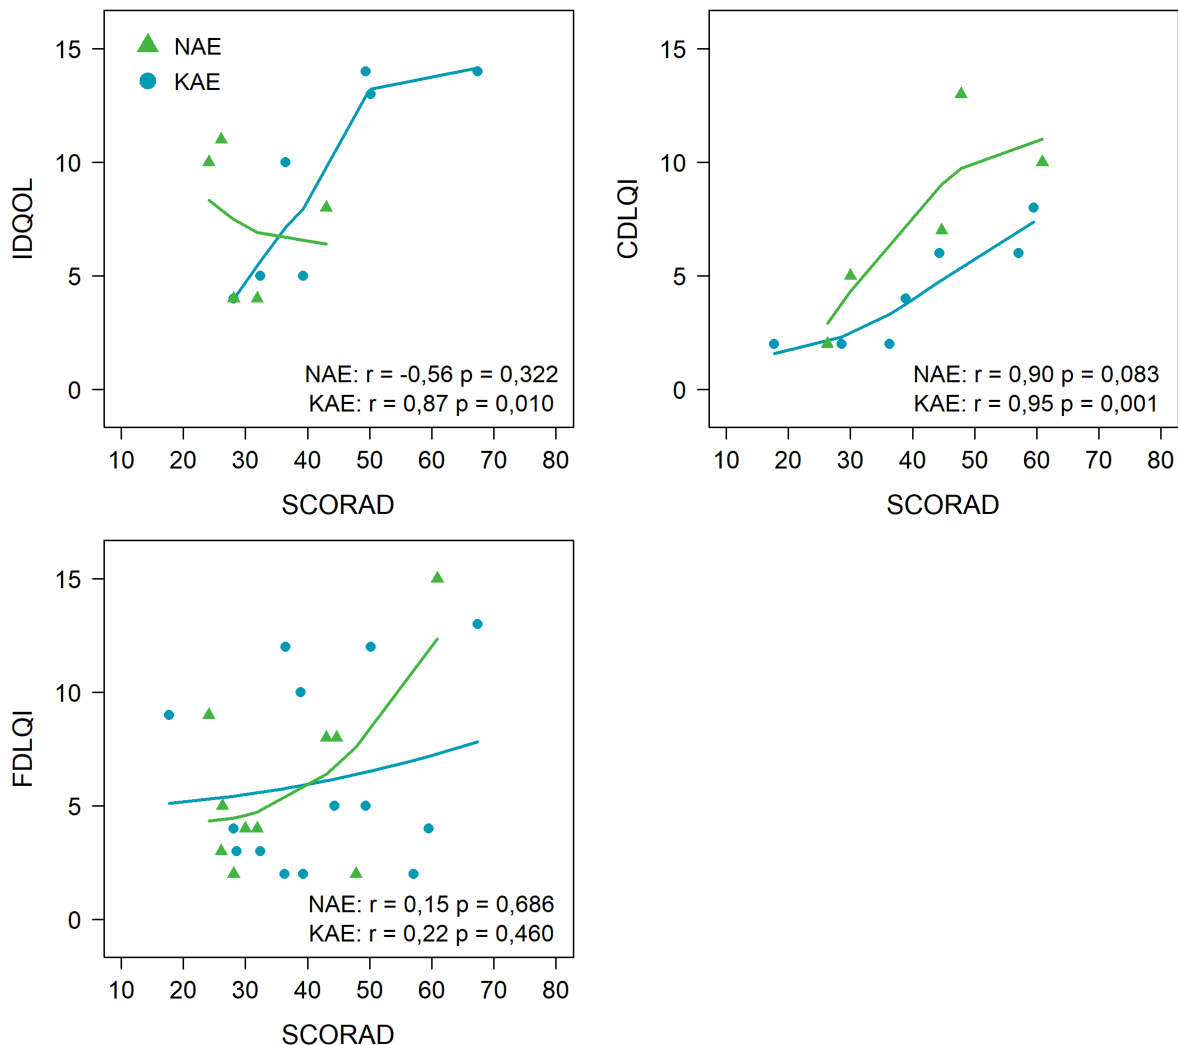 15
10
5
0
IDQOL
NAE
KAE
NAE: r = -0,56 p = 0,322
KAE: r = 0,87 p = 0,010
10 20 30 40 50 60 70 80
SCORAD
15
10
5
0
CDLQI
NAE: r = 0,90 p = 0,083
KAE: r = 0,95 p = 0,001
10 20 30 40 50 60 70 80
SCORAD
15
10
5
0
FDLQI
NAE: r = 0,15 p = 0,686
KAE: r = 0,22 p = 0,460
10 20 30 40 50 60 70 80
SCORAD